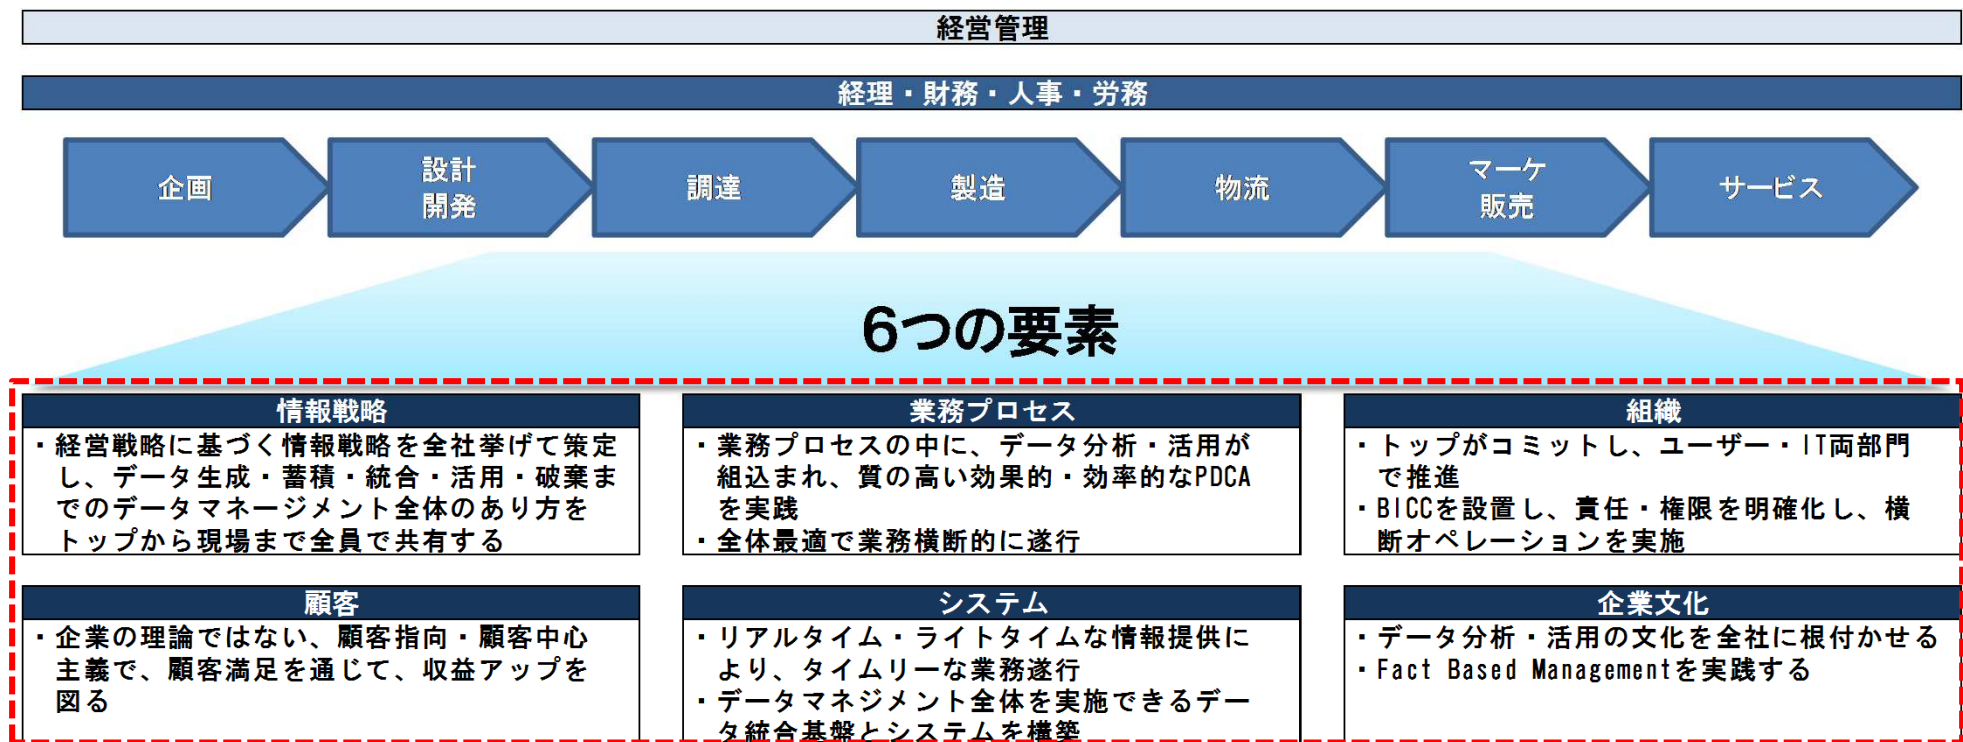 経営管理
経理・財務・人事・労務
企画
設計
開発
調達
製造
物流
マーケ
販売
サービス
6つの要素
情報戦略
・経営戦略に基づく情報戦略を全社挙げて策定
し、データ生成・蓄積・統合・活用・破棄ま
でのデータマネージメント全体のあり方を
トップから現場まで全員で共有する
業務プロセス
・業務プロセスの中に、データ分析・活用が
組込まれ、質の高い効果的・効率的なPDCA
を実践
・全体最適で業務横断的に遂行
組織
・トップがコミットし、ユーザー・IT両部門
で推進
・BICCを設置し、責任・権限を明確化し、横
断オペレーションを実施
顧客
・企業の理論ではない、顧客指向・顧客中心
主義で、顧客満足を通じて、収益アップを
図る
システム
・リアルタイム・ライトタイムな情報提供に
より、タイムリーな業務遂行
・データマネジメント全体を実施できるデー
タ統合基盤とシステムを構築
企業文化
・データ分析・活用の文化を全社に根付かせる
・Fact Based Managementを実践する